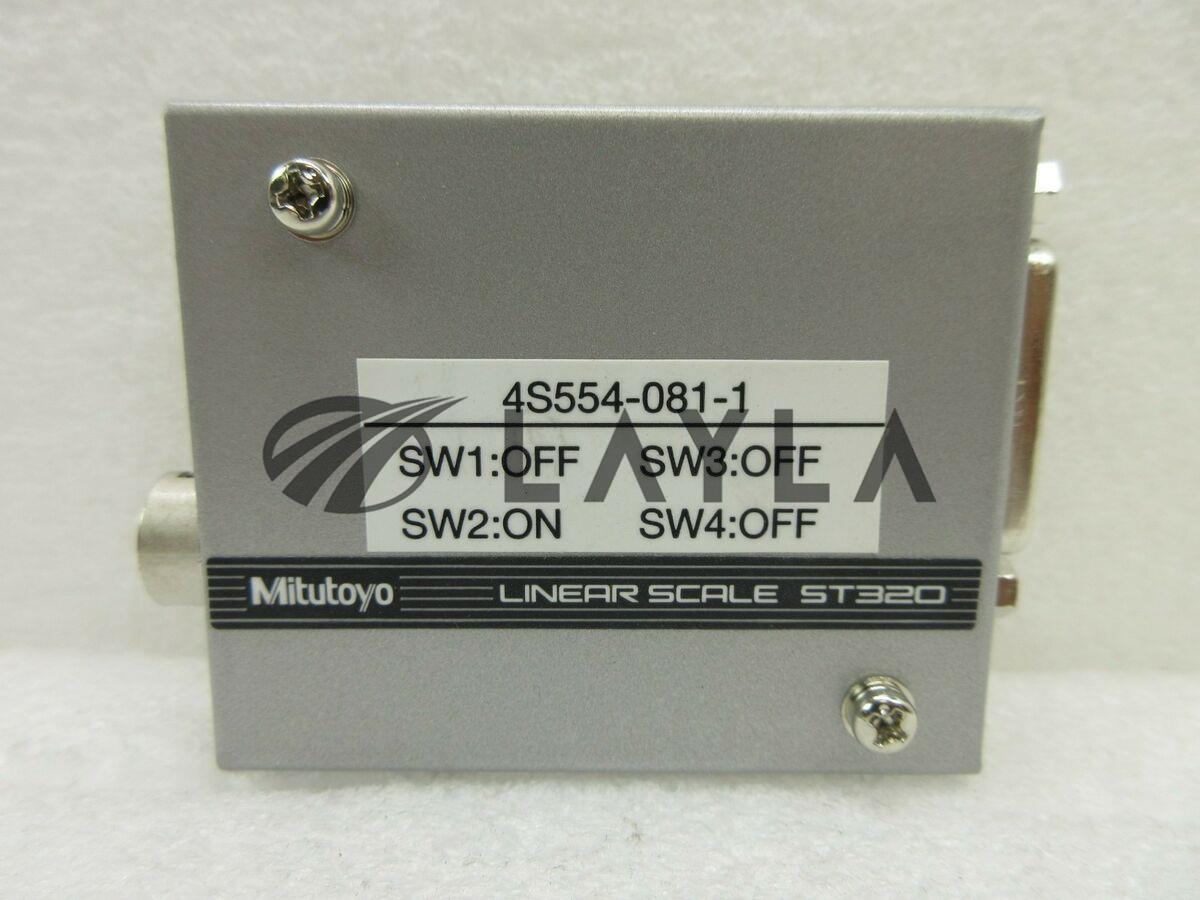 4S554-081-1
LAYLA
SW1:OFF SW3:OFF
SW2:ON SW4:OFF
Mitutoyo LINEAR SCALE ST320